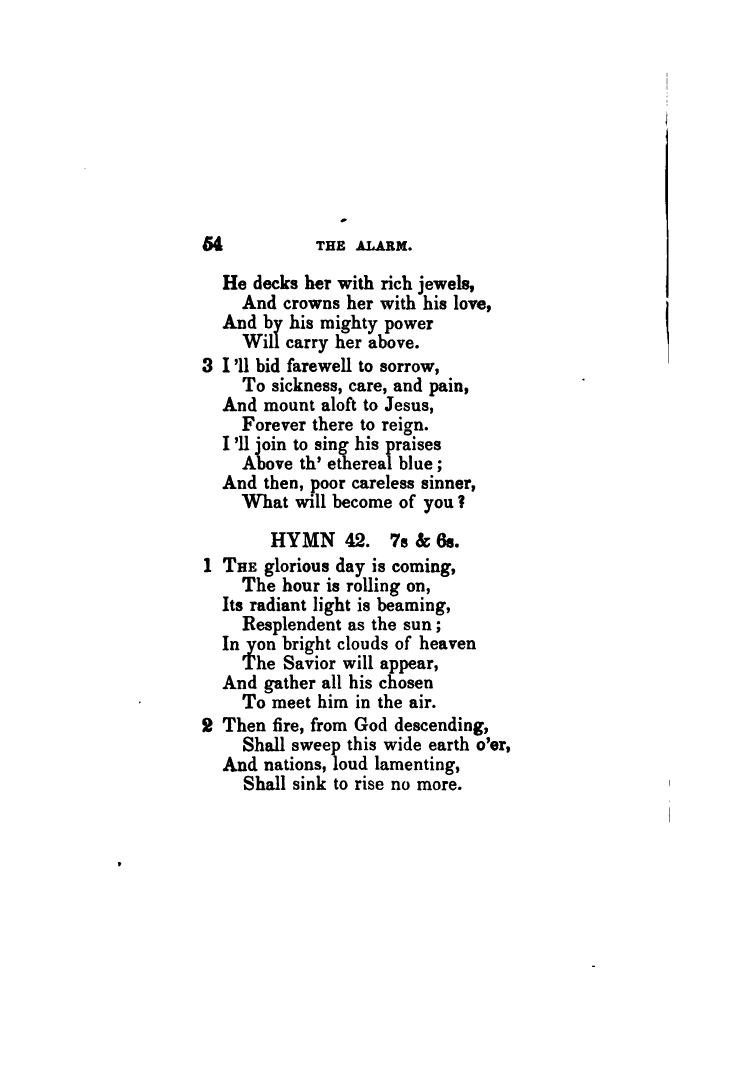 54 THE ALARM.
He decks her with rich jewels,
And crowns her with his love,
And by his mighty power
Will carry her above.
3 I'll bid farewell to sorrow,
To sickness, care, and pain,
And mount aloft to Jesus,
Forever there to reign.
I'll join to sing his praises
Above th' ethereal blue;
And then, poor careless sinner,
What will become of you?
HYMN 42. 7s & 6s.
1 THE glorious day is coming,
The hour is rolling on,
Its radiant light is beaming,
Resplendent as the sun;
In yon bright clouds of heaven
The Savior will appear,
And gather all his chosen
To meet him in the air.
2 Then fire, from God descending,
Shall sweep this wide earth o'er,
And nations, loud lamenting,
Shall sink to rise no more.